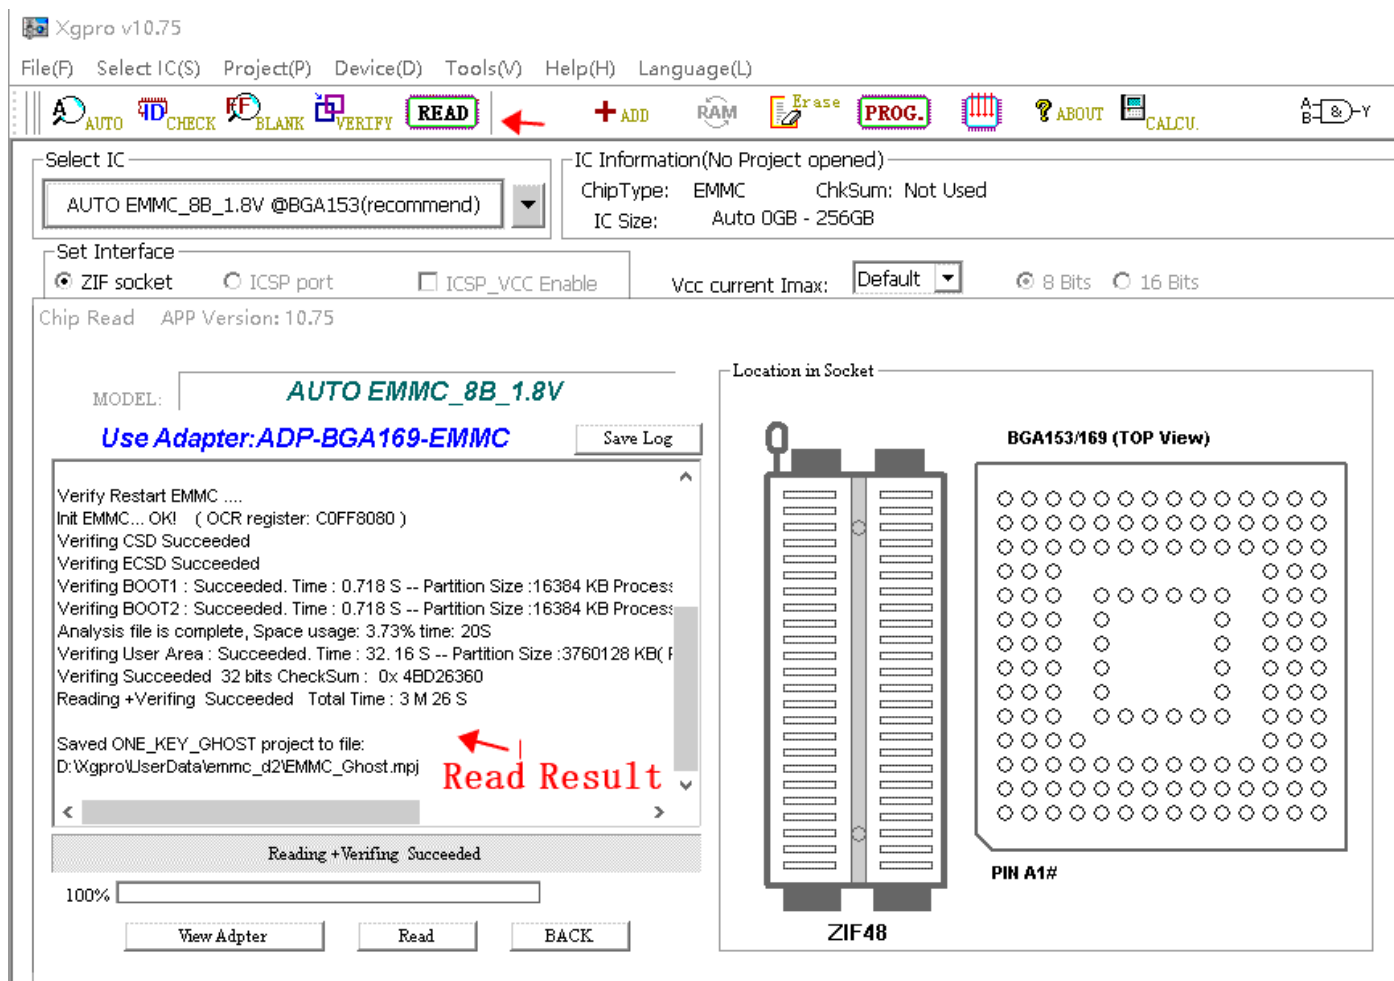 Xgpro v10.75
File(F) Select IC(S) Project(P) Device(D) Tools(V) Help(H) Language(L)
AUTO CHECK BLANK VERIFY READ ADD RAM Erase PROG. ABOUT CALCU.
Select IC
AUTO EMMC_8B_1.8V @BGA153(recommend)
IC Information(No Project opened)
ChipType: EMMC ChkSum: Not Used
IC Size: Auto 0GB - 256GB
Set Interface
ZIF socket ICSP port ICSP_VCC Enable
Vcc current Imax: Default 8 Bits 16 Bits
Chip Read APP Version: 10.75
MODEL: AUTO EMMC_8B_1.8V
Use Adapter:ADP-BGA169-EMMC Save Log
Verify Restart EMMC ....
Init EMMC... OK! ( OCR register: C0FF8080 )
Verifing CSD Succeeded
Verifing ECSD Succeeded
Verifing BOOT1 : Succeeded. Time : 0.718 S -- Partition Size :16384 KB Process
Verifing BOOT2 : Succeeded. Time : 0.718 S -- Partition Size :16384 KB Process
Analysis file is complete, Space usage: 3.73% time: 20S
Verifing User Area : Succeeded. Time : 32. 16 S -- Partition Size :3760128 KB(
Verifing Succeeded 32 bits CheckSum : 0x 4BD26360
Reading +Verifing Succeeded Total Time : 3 M 26 S
Saved ONE_KEY_GHOST project to file:
D:\Xgpro\UserData\emmc_d2\EMMC_Ghost.mpj
Read Result
Reading +Verifing Succeeded
100%
View Adpter Read BACK
Location in Socket
BGA153/169 (TOP View)
PIN A1#
ZIF48